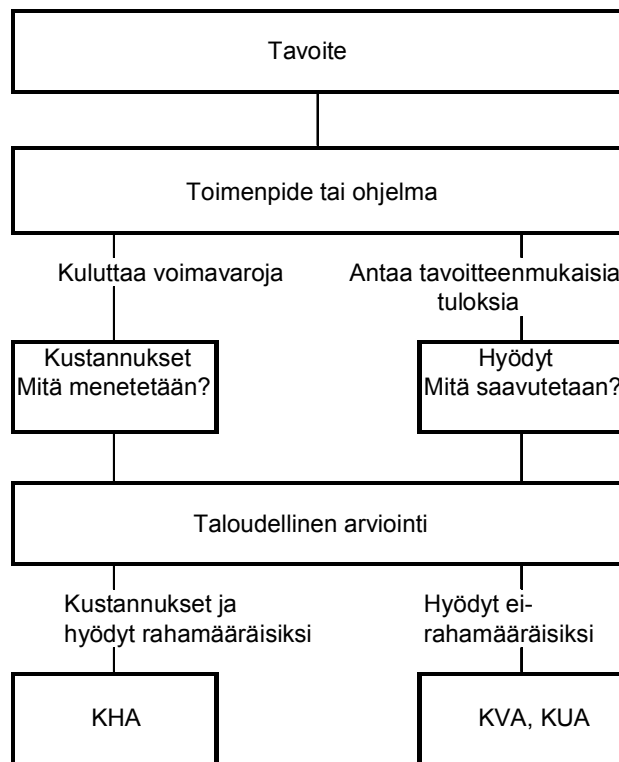 Tavoite
Toimenpide tai ohjelma
Kuluttaa voimavaroja
Antaa tavoitteenmukaisia
tuloksia
Kustannukset
Mitä menetetään?
Hyödyt
Mitä saavutetaan?
Taloudellinen arviointi
Kustannukset ja
hyödyt rahamääräisiksi
Hyödyt ei-
rahamääräisiksi
KHA
KVA, KUA